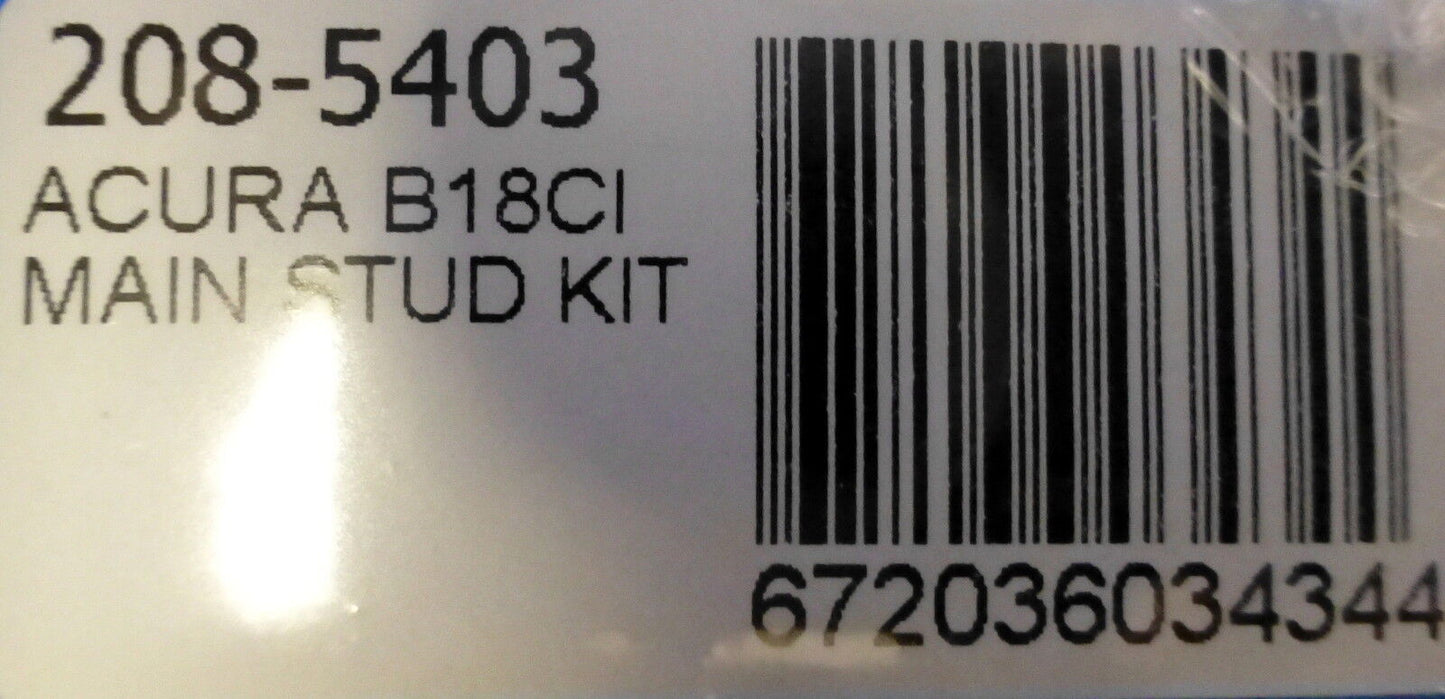 208-5403
ACURA B18CI
MAIN STUD KIT
672036034344